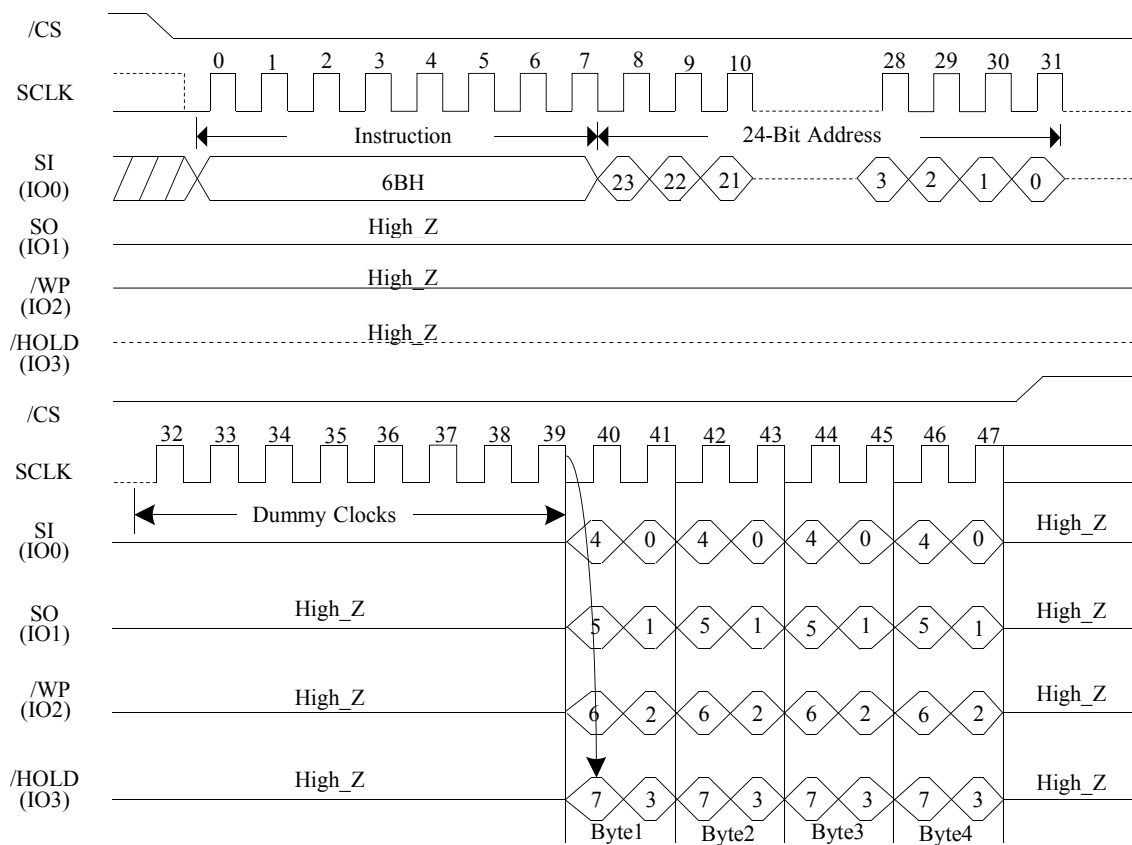 /CS
0 1 2 3 4 5 6 7 8 9 10 28 29 30 31
SCLK
Instruction 24-Bit Address
SI
(IO0)
6BH 23 22 21 3 2 1 0
SO
(IO1)
High_Z
/WP
(IO2)
High_Z
/HOLD
(IO3)
High_Z
/CS
32 33 34 35 36 37 38 39 40 41 42 43 44 45 46 47
SCLK
Dummy Clocks
SI
(IO0)
4 0 4 0 4 0 4 0 High_Z
SO
(IO1)
High_Z 5 1 5 1 5 1 5 1 High_Z
/WP
(IO2)
High_Z 6 2 6 2 6 2 6 2 High_Z
/HOLD
(IO3)
High_Z 7 3 7 3 7 3 7 3 High_Z
Byte1 Byte2 Byte3 Byte4